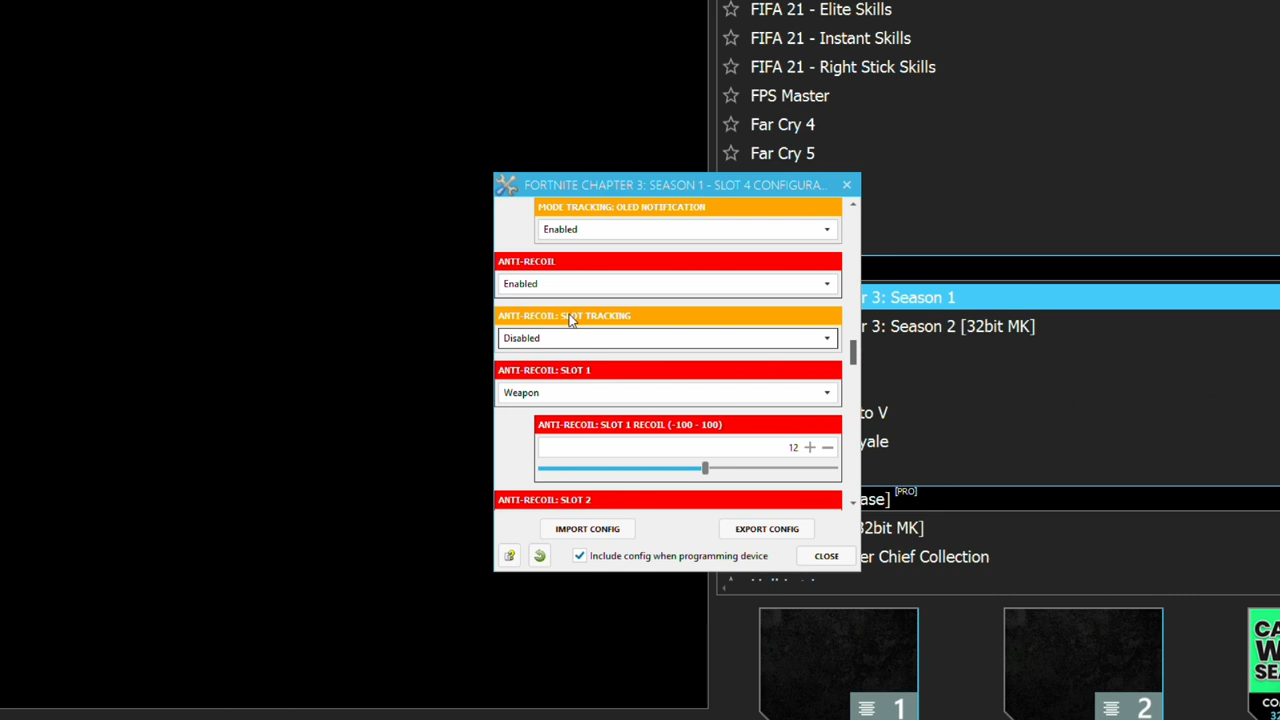 FIFA 21 - Elite Skills
FIFA 21 - Instant Skills
FIFA 21 - Right Stick Skills
FPS Master
Far Cry 4
Far Cry 5
FORTNITE CHAPTER 3: SEASON 1 - SLOT 4 CONFIGURA...
MODE TRACKING: OLED NOTIFICATION
Enabled
ANTI-RECOIL
Enabled
ANTI-RECOIL: SLOT TRACKING
Disabled
ANTI-RECOIL: SLOT 1
Weapon
ANTI-RECOIL: SLOT 1 RECOIL (-100 - 100)
12
ANTI-RECOIL: SLOT 2
IMPORT CONFIG
EXPORT CONFIG
Include config when programming device
CLOSE
r 3: Season 1
r 3: Season 2 [32bit MK]
to V
yale
ase] [PRO]
32bit MK]
er Chief Collection
1
2